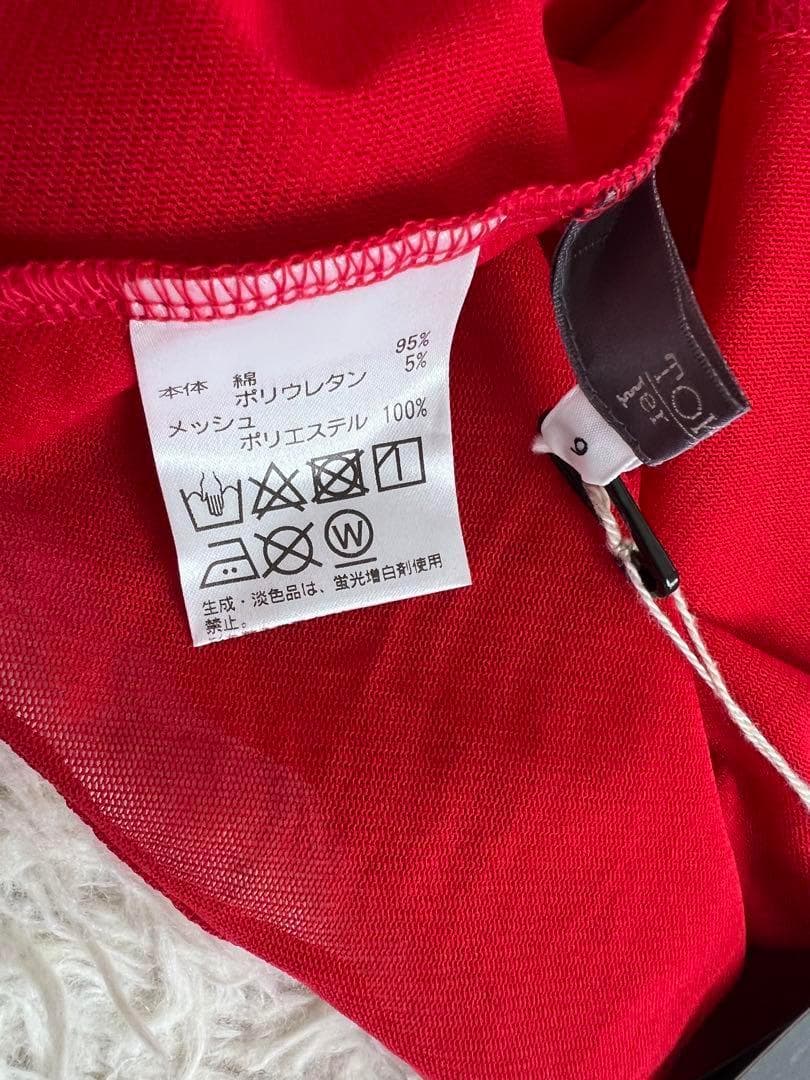 本体 綿 95%
ポリウレタン 5%
メッシュ
ポリエステル 100%
W
生成・淡色品は、蛍光増白剤使用
禁止。
9